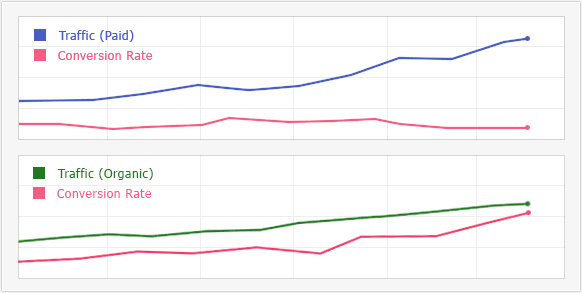 Traffic (Paid)
Conversion Rate
Traffic (Organic)
Conversion Rate